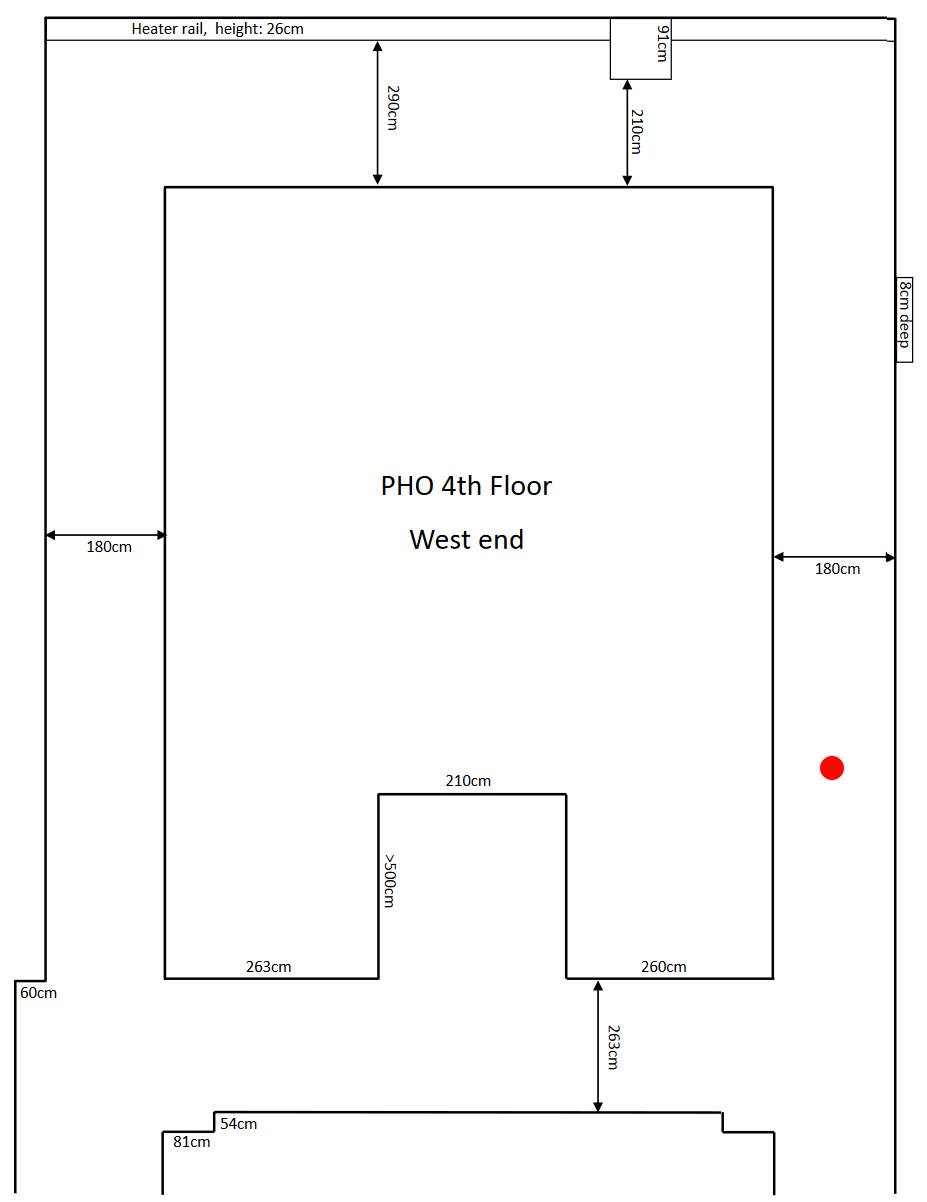 Heater rail,  height: 26cm
91cm
290cm
210cm
8cm deep
PHO 4th Floor
West end
180cm
180cm
210cm
>500cm
263cm
260cm
60cm
263cm
54cm
81cm